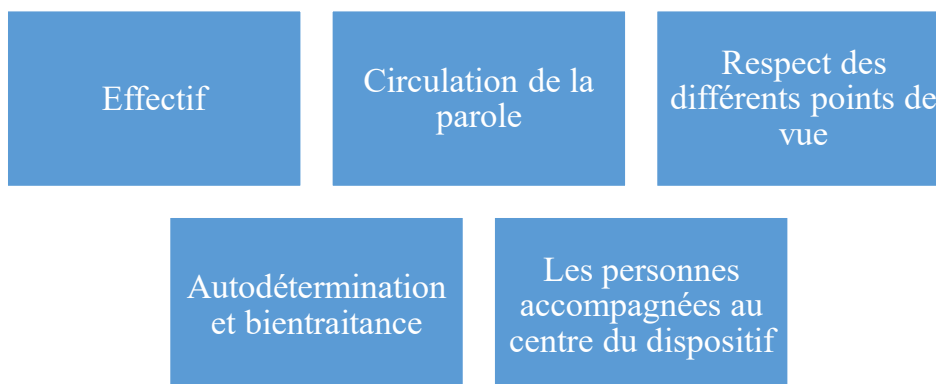 Effectif
Circulation de la
parole
Respect des
différents points de
vue
Autodétermination
et bientraitance
Les personnes
accompagnées au
centre du dispositif